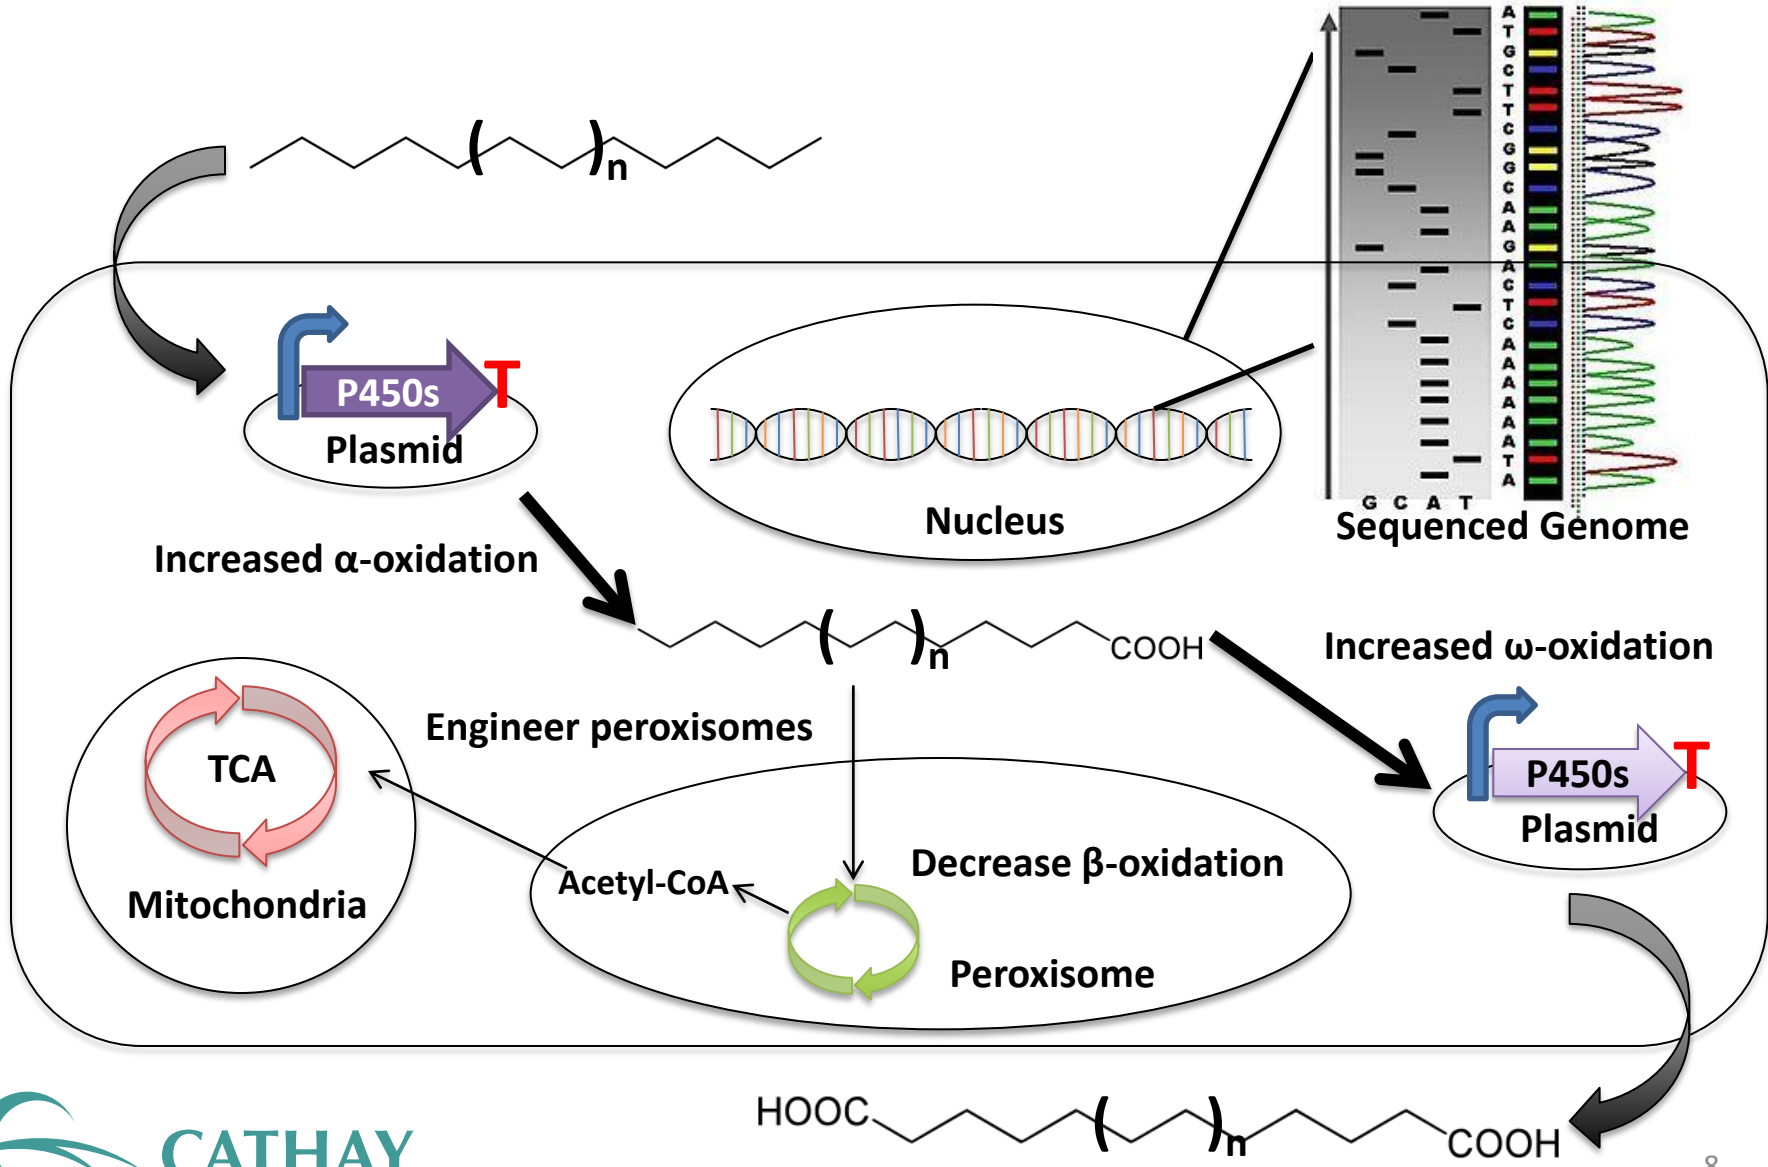 A
T
G
C
T
T
C
G
G
C
A
A
G
A
C
T
C
A
A
A
A
A
A
T
A
G C A T
Sequenced Genome
( )n
P450s T
Plasmid
Nucleus
Increased α-oxidation
( )n COOH
Increased ω-oxidation
P450s T
Plasmid
Engineer peroxisomes
TCA
Mitochondria
Acetyl-CoA
Decrease β-oxidation
Peroxisome
HOOC ( )n COOH
CATHAY
8